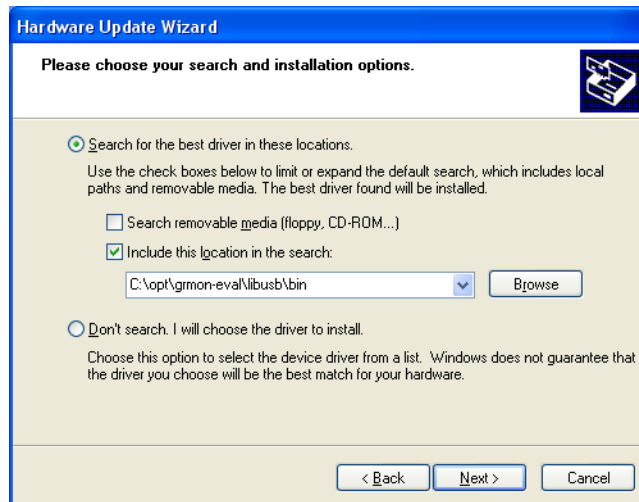 Hardware Update Wizard
Please choose your search and installation options.
Search for the best driver in these locations.
Use the check boxes below to limit or expand the default search, which includes local
paths and removable media. The best driver found will be installed.
Search removable media (floppy, CD-ROM...)
Include this location in the search:
C:\opt\grmon-eval\libusb\bin
Browse
Don't search. I will choose the driver to install.
Choose this option to select the device driver from a list. Windows does not guarantee that
the driver you choose will be the best match for your hardware.
< Back Next > Cancel